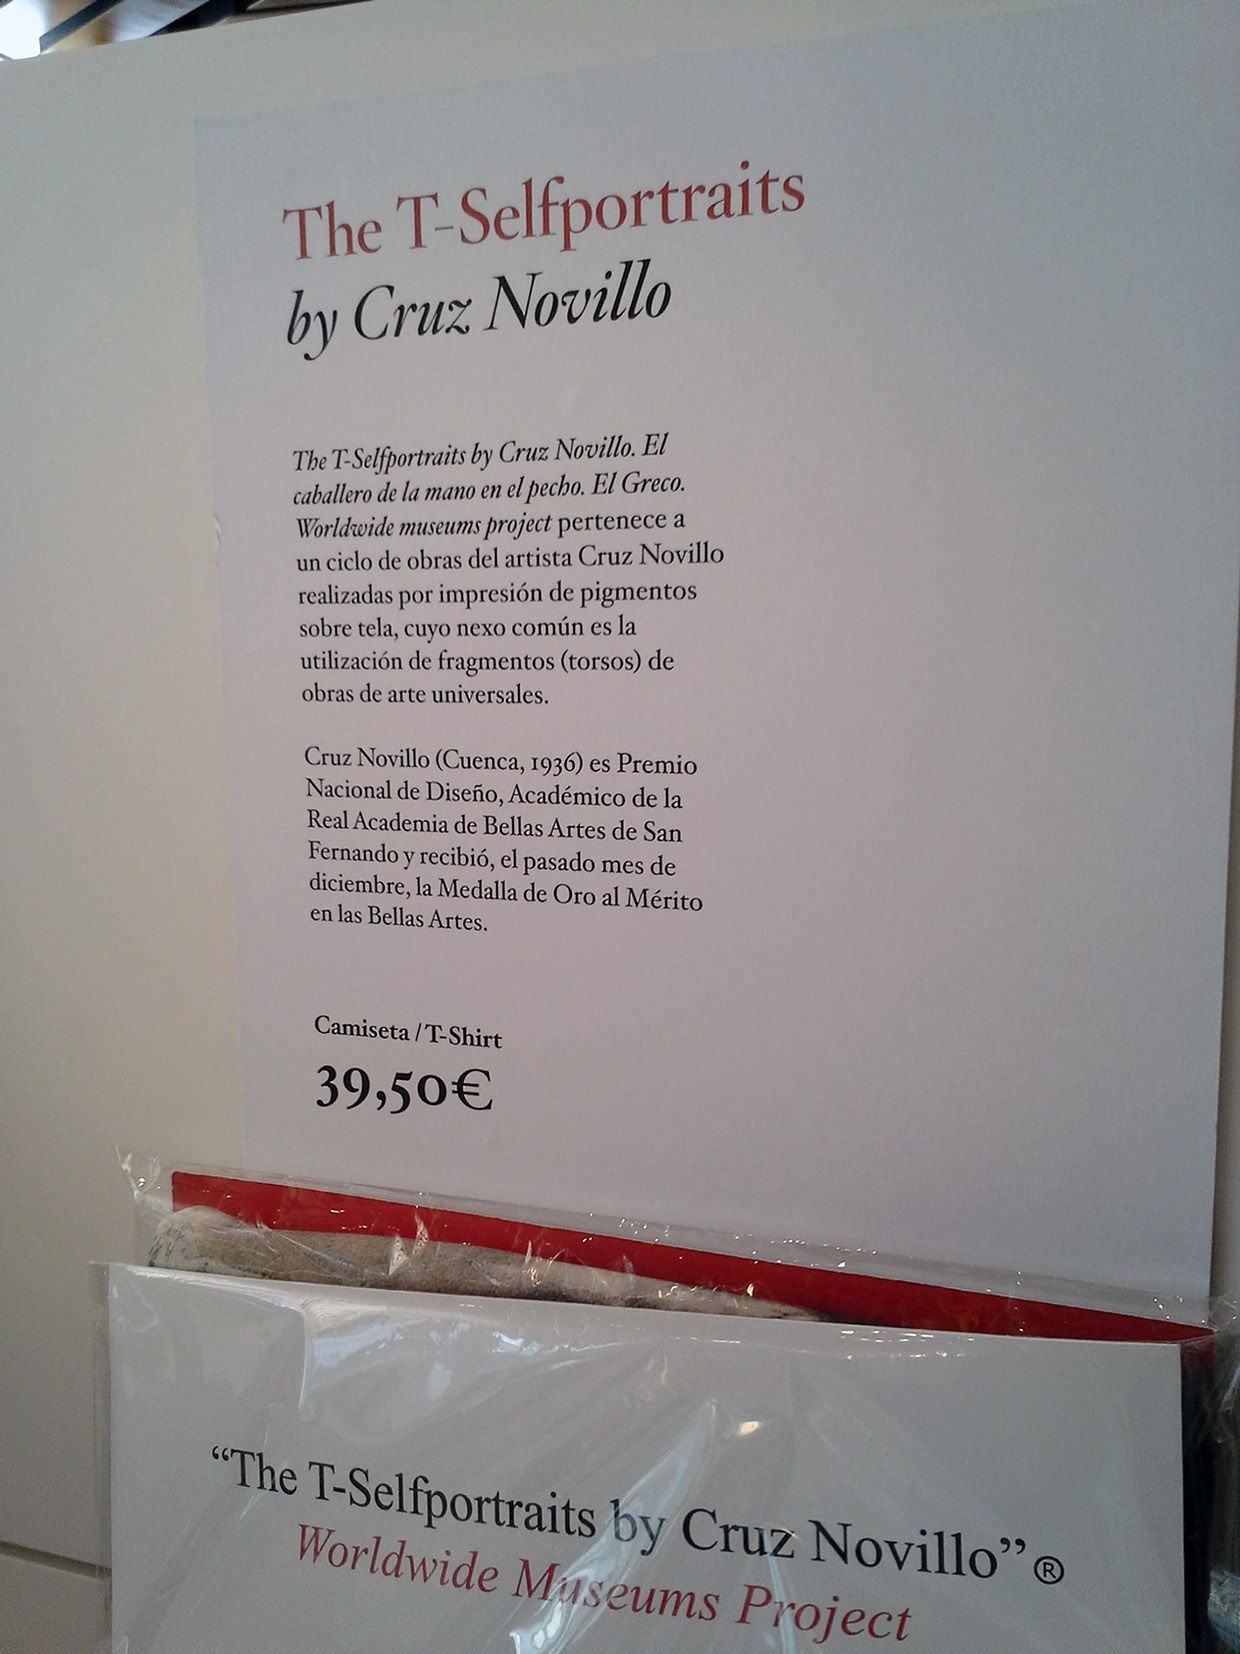 The T-Selfportraits
by Cruz Novillo
The T-Selfportraits by Cruz Novillo. El
caballero de la mano en el pecho. El Greco.
Worldwide museums project pertenece a
un ciclo de obras del artista Cruz Novillo
realizadas por impresión de pigmentos
sobre tela, cuyo nexo común es la
utilización de fragmentos (torsos) de
obras de arte universales.
Cruz Novillo (Cuenca, 1936) es Premio
Nacional de Diseño, Académico de la
Real Academia de Bellas Artes de San
Fernando y recibió, el pasado mes de
diciembre, la Medalla de Oro al Mérito
en las Bellas Artes.
Camiseta / T-Shirt
39,50€
“The T-Selfportraits by Cruz Novillo” ®
Worldwide Museums Project